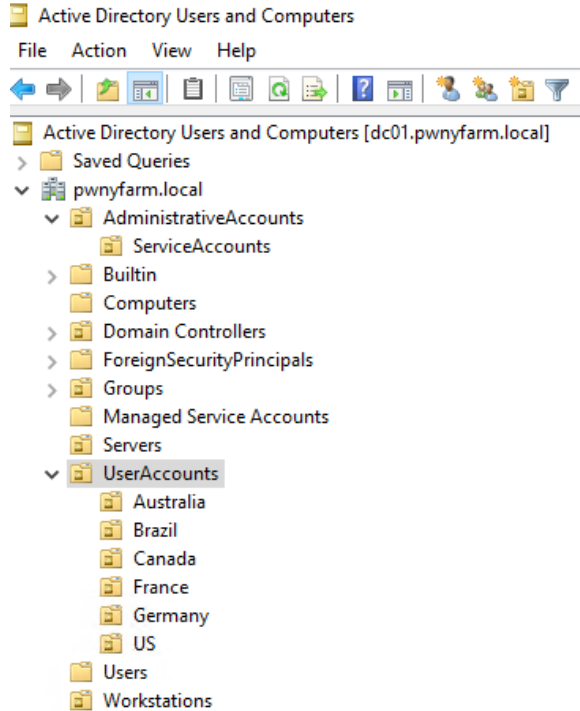 Active Directory Users and Computers
File Action View Help
Active Directory Users and Computers [dc01.pwnyfarm.local]
Saved Queries
pwnyfarm.local
AdministrativeAccounts
ServiceAccounts
Builtin
Computers
Domain Controllers
ForeignSecurityPrincipals
Groups
Managed Service Accounts
Servers
UserAccounts
Australia
Brazil
Canada
France
Germany
US
Users
Workstations